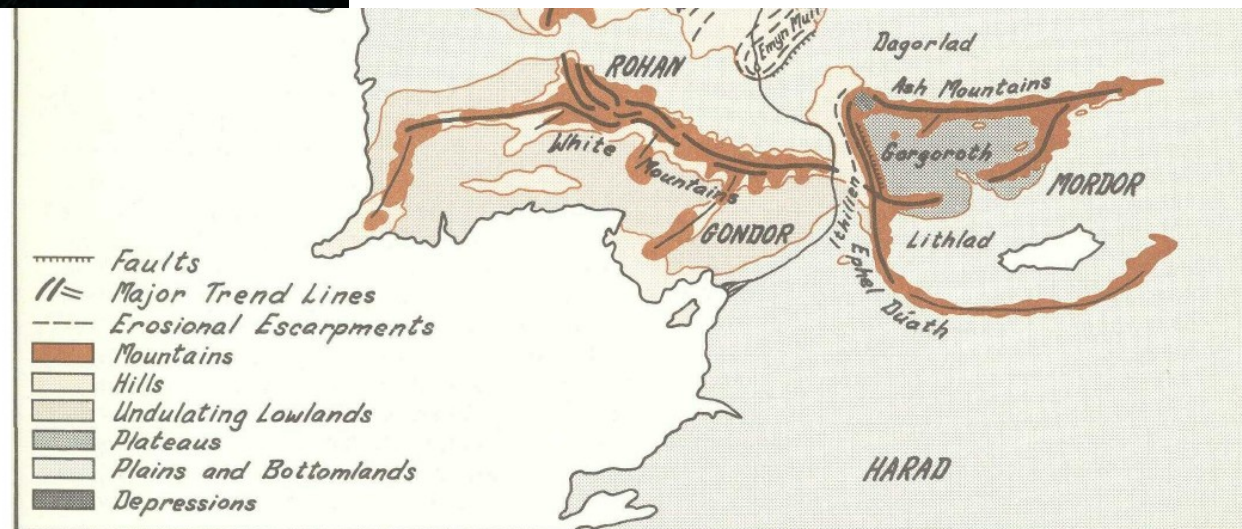 Emyn Muil
Dagorlad
ROHAN
Ash Mountains
White
Mountains
Gorgoroth
MORDOR
Ithilien
GONDOR
Lithlad
Ephel Dúath
Faults
Major Trend Lines
Erosional Escarpments
Mountains
Hills
Undulating Lowlands
Plateaus
Plains and Bottomlands
Depressions
HARAD